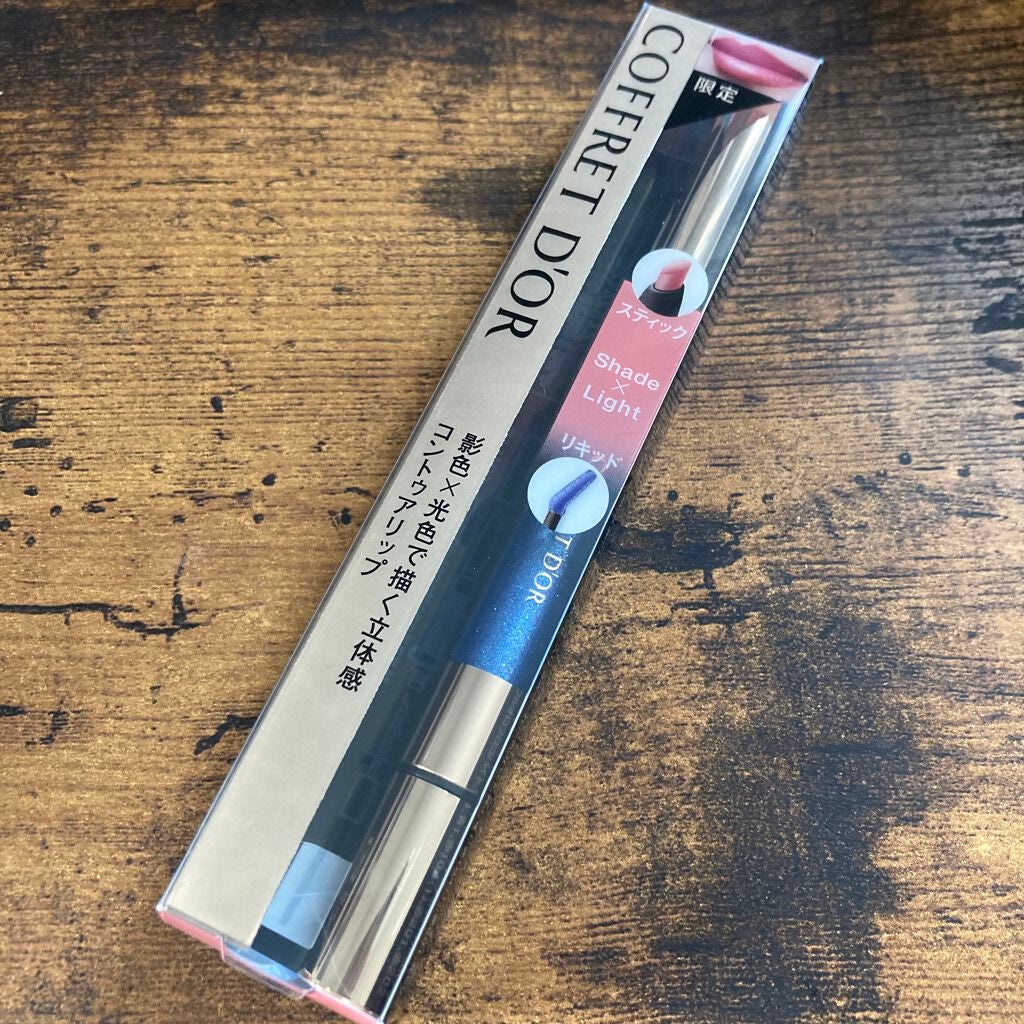 COFFRET D'OR
限定
スティック
Shade
×
Light
リキッド
T D'OR
影色×光色で描く立体感
コントゥアリップ